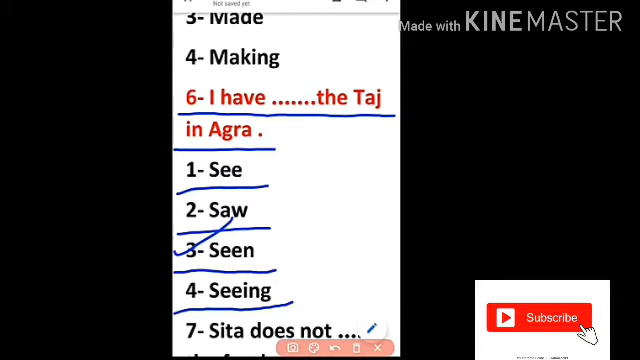 Not saved yet
Made with KINEMASTER
3- Made
4- Making
6- I have .......the Taj
in Agra .
1- See
2- Saw
3- Seen
4- Seeing
7- Sita does not ....
Subscribe